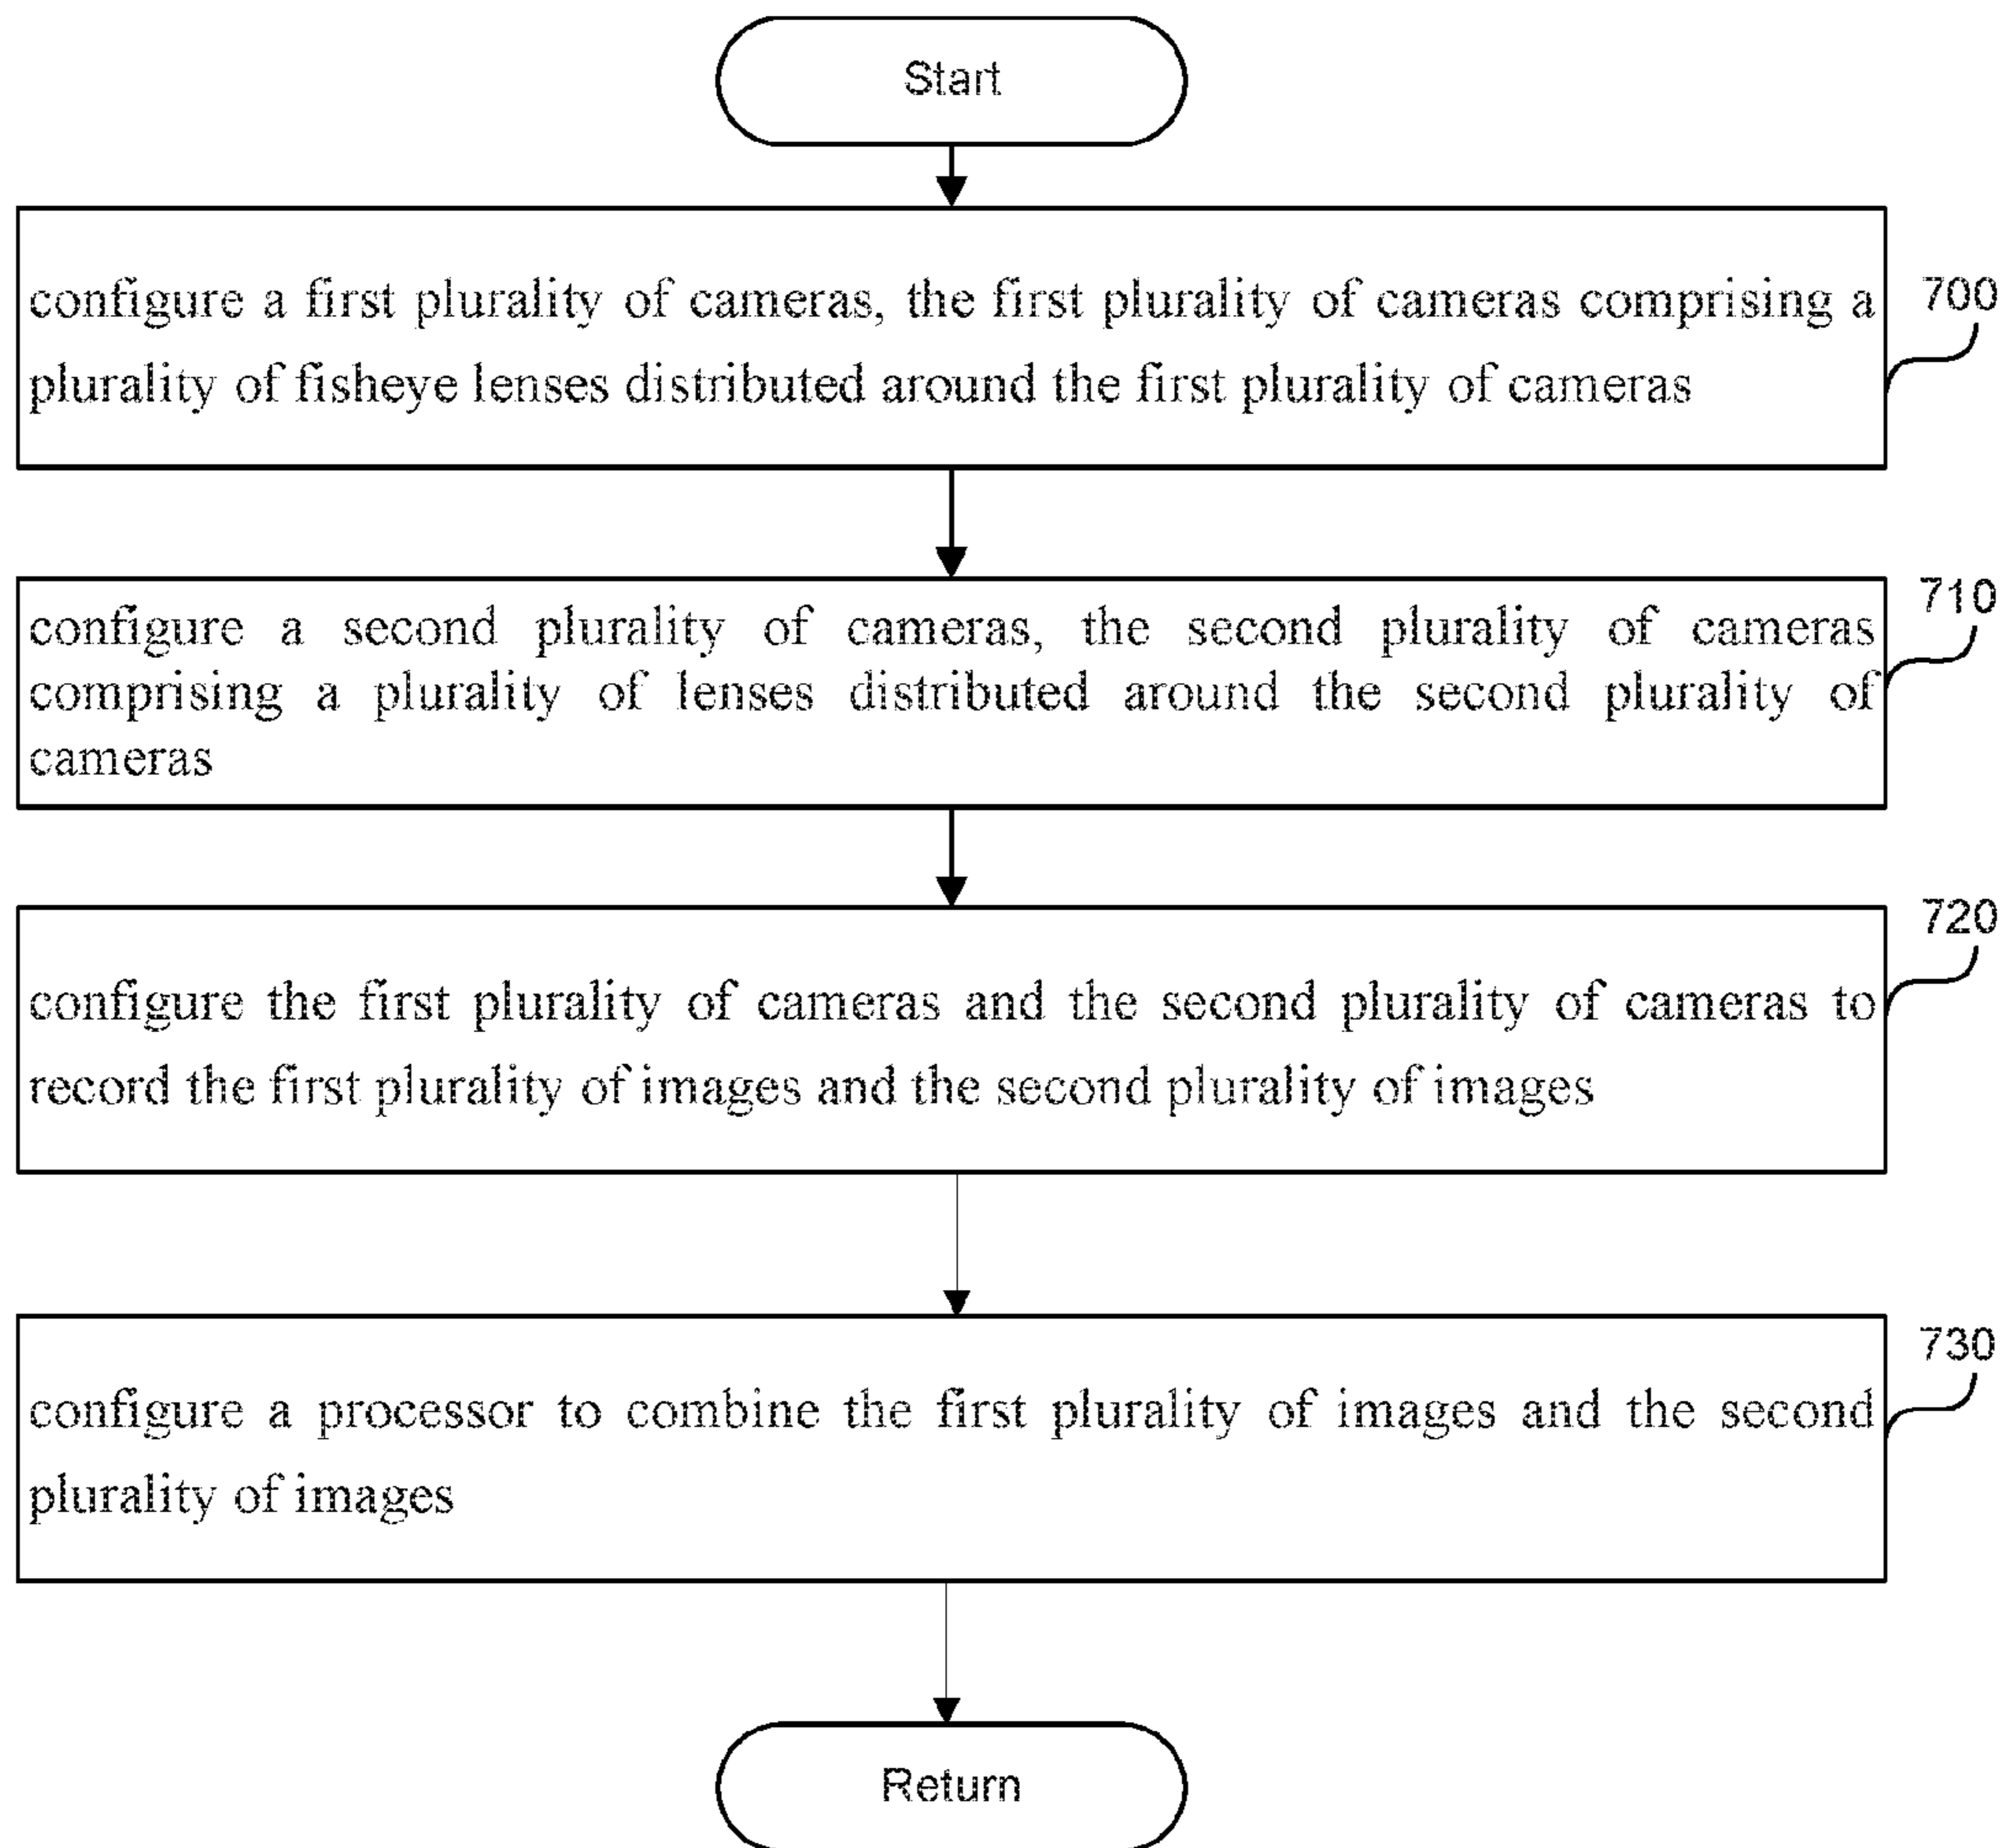 Start
configure a first plurality of cameras, the first plurality of cameras comprising a
plurality of fisheye lenses distributed around the first plurality of cameras
700
configure a second plurality of cameras, the second plurality of cameras
comprising a plurality of lenses distributed around the second plurality of
cameras
710
configure the first plurality of cameras and the second plurality of cameras to
record the first plurality of images and the second plurality of images
720
configure a processor to combine the first plurality of images and the second
plurality of images
730
Return